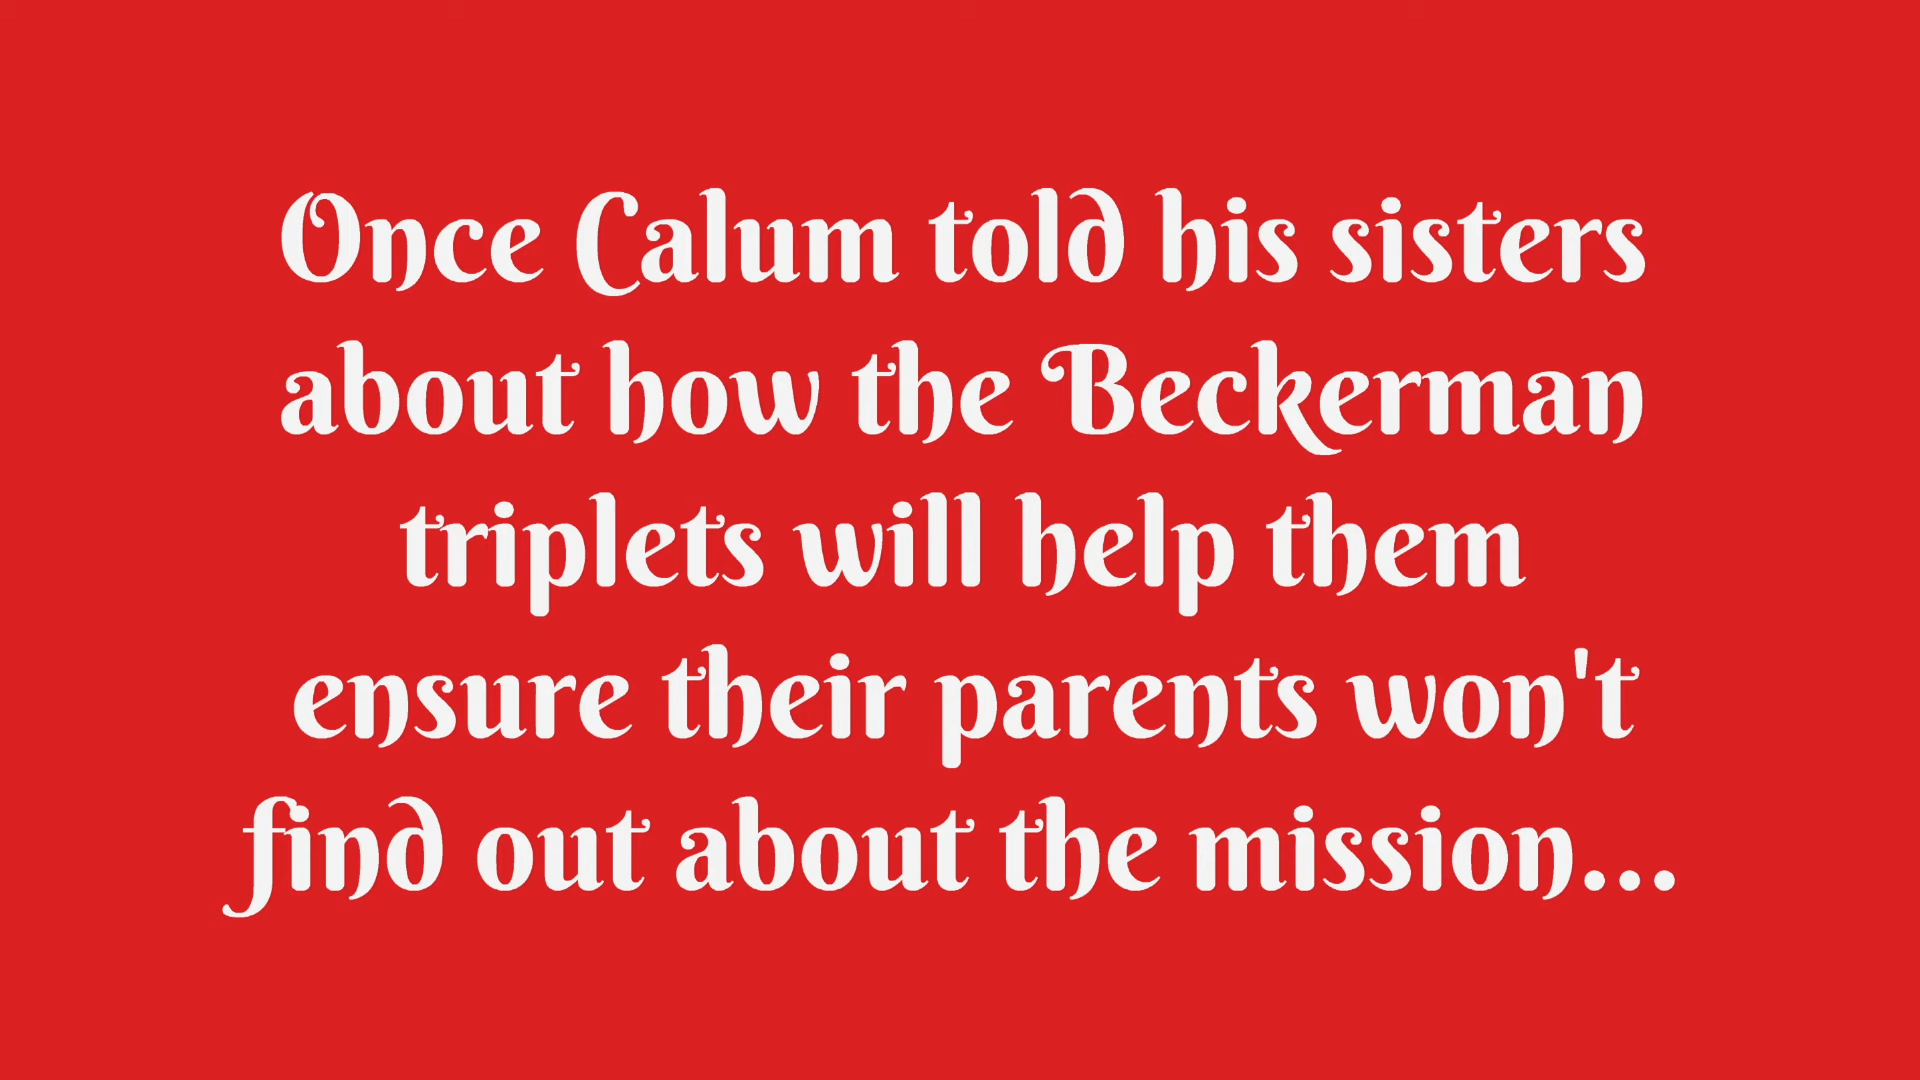 Once Calum told his sisters
about how the Beckerman
triplets will help them
ensure their parents won't
find out about the mission...